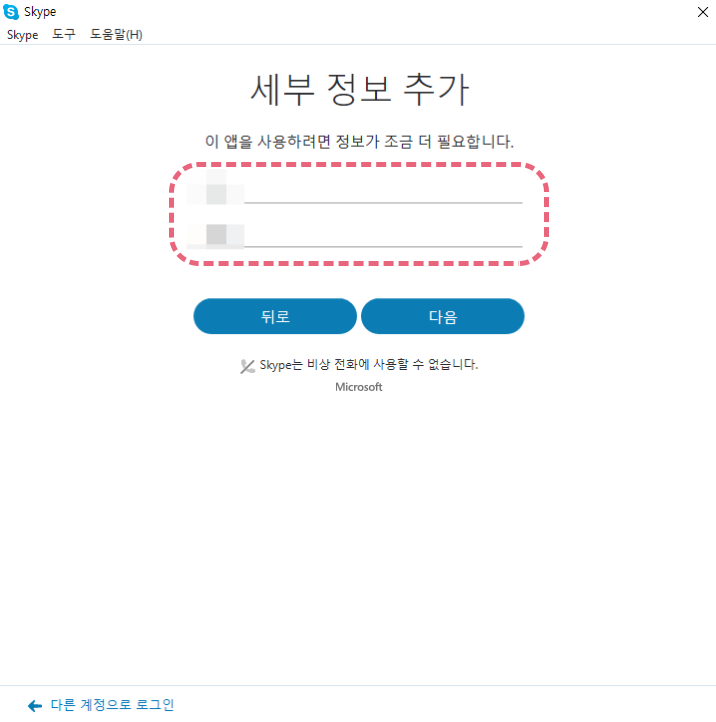 Skype
Skype 도구 도움말(H)
세부 정보 추가
이 앱을 사용하려면 정보가 조금 더 필요합니다.
뒤로 다음
Skype는 비상 전화에 사용할 수 없습니다.
Microsoft
다른 계정으로 로그인